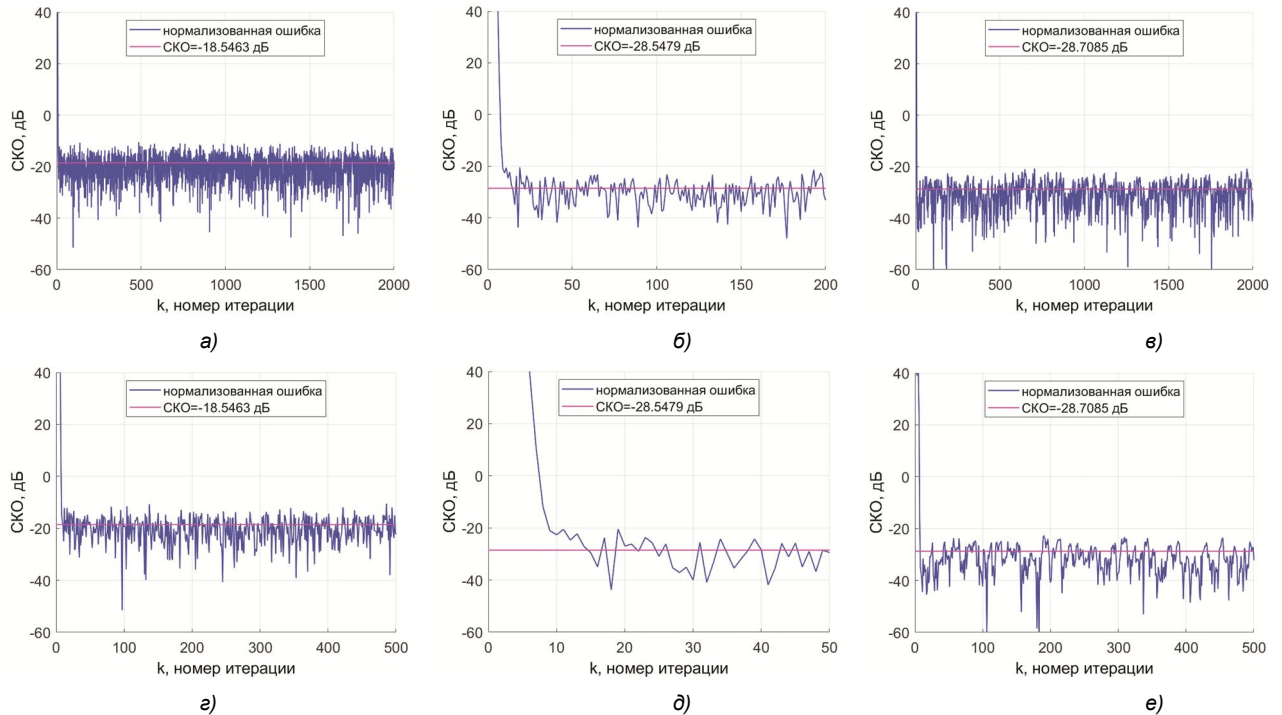 40
20
0
-20
-40
-60
СКО, дБ
нормализованная ошибка
СКО=-18.5463 дБ
0 500 1000 1500 2000
k, номер итерации
а)
40
20
0
-20
-40
-60
СКО, дБ
нормализованная ошибка
СКО=-28.5479 дБ
0 50 100 150 200
k, номер итерации
б)
40
20
0
-20
-40
-60
СКО, дБ
нормализованная ошибка
СКО=-28.7085 дБ
0 500 1000 1500 2000
k, номер итерации
в)
40
20
0
-20
-40
-60
СКО, дБ
нормализованная ошибка
СКО=-18.5463 дБ
0 100 200 300 400 500
k, номер итерации
г)
40
20
0
-20
-40
-60
СКО, дБ
нормализованная ошибка
СКО=-28.5479 дБ
0 10 20 30 40 50
k, номер итерации
д)
40
20
0
-20
-40
-60
СКО, дБ
нормализованная ошибка
СКО=-28.7085 дБ
0 100 200 300 400 500
k, номер итерации
е)